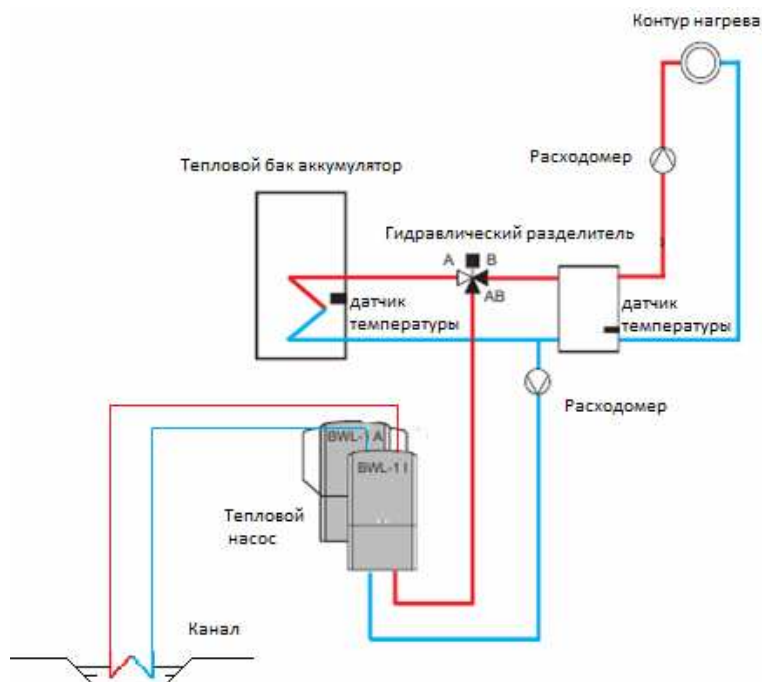 Контур нагрева
Расходомер
Тепловой бак аккумулятор
Гидравлический разделитель
A B
AB
датчик
температуры
датчик
температуры
Расходомер
BWL-1 A
BWL-1 I
Тепловой
насос
Канал